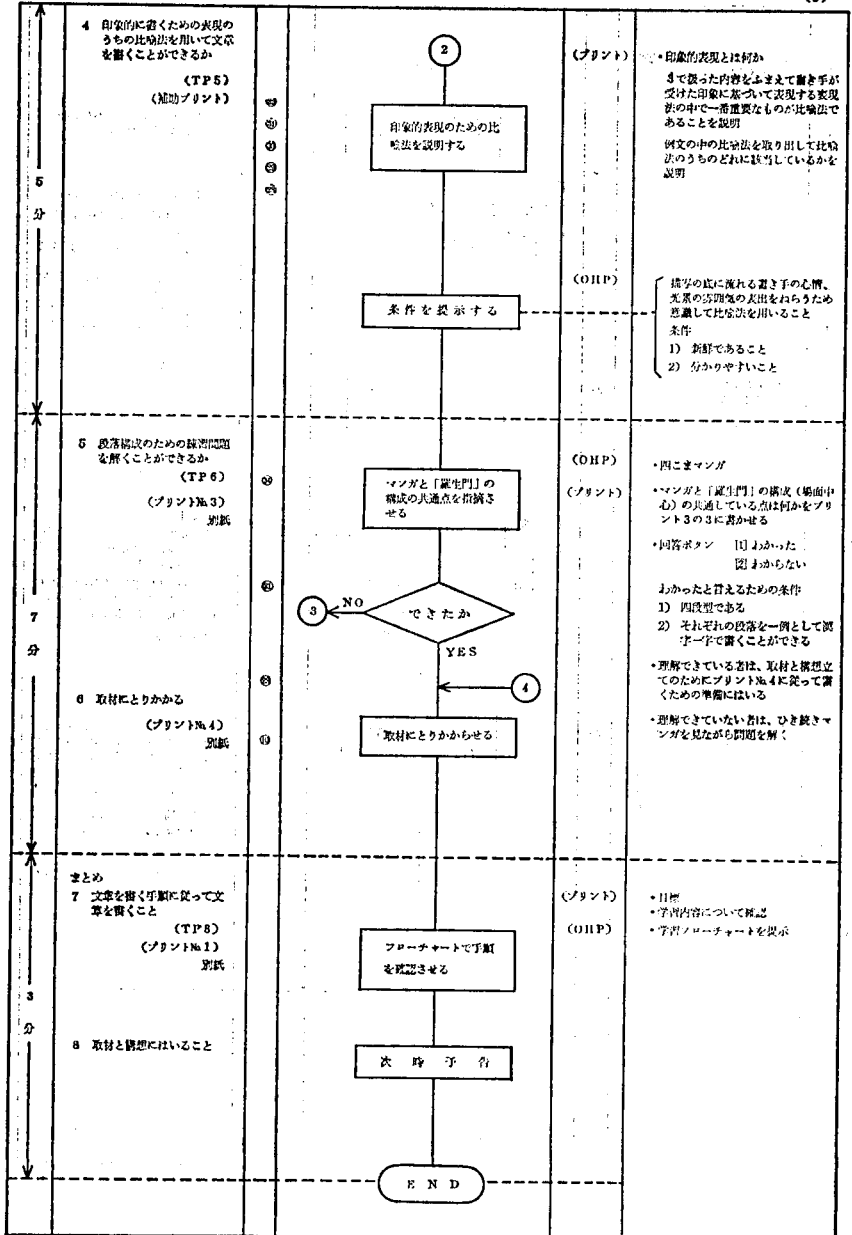 4 印象的に書くための表現の
うちの比喩法を用いて文章
を書くことができるか
(TP5)
(補助プリント)
5
分
2
印象的表現のための比
喩法を説明する
条件を提示する
(プリント)
・印象的表現とは何か
3で扱った内容をふまえて書き手が
受けた印象に基づいて表現する表現
法の中で一番重要なものが比喩法で
あることを説明
例文の中の比喩法を取り出して比喩
法のうちのどれに該当しているかを
説明
(OHP)
描写の底に流れる書き手の心情、
光景の雰囲気の表出をねらうため
意識して比喩法を用いること
条件
1) 新鮮であること
2) 分かりやすいこと
5 段落構成のための練習問題
を解くことができるか
(TP6)
(プリント№3)
別紙
7
分
マンガと「羅生門」の
構成の共通点を指摘さ
せる
できたか
NO
3
YES
4
(OHP)
(プリント)
・四こまマンガ
・マンガと「羅生門」の構成(場面中
心)の共通している点は何かをプリ
ント3の3に書かせる
・回答ボタン [1] わかった
[2] わからない
わかったと言えるための条件
1) 四段型である
2) それぞれの段落を一例として漢
字一字で書くことができる
6 取材にとりかかる
(プリント№4)
別紙
取材にとりかからせる
・理解できている者は、取材と構想立
てのためにプリント№4に従って書
くための準備にはいる
・理解できていない者は、ひき続き
マンガを見ながら問題を解く
まとめ
7 文章を書く手順に従って文
章を書くこと
(TP8)
(プリント№1)
別紙
3
分
フローチャートで手順
を確認させる
(プリント)
(OHP)
・目標
・学習内容について確認
・学習フローチャートを提示
8 取材と構想にはいること
次時予告
END